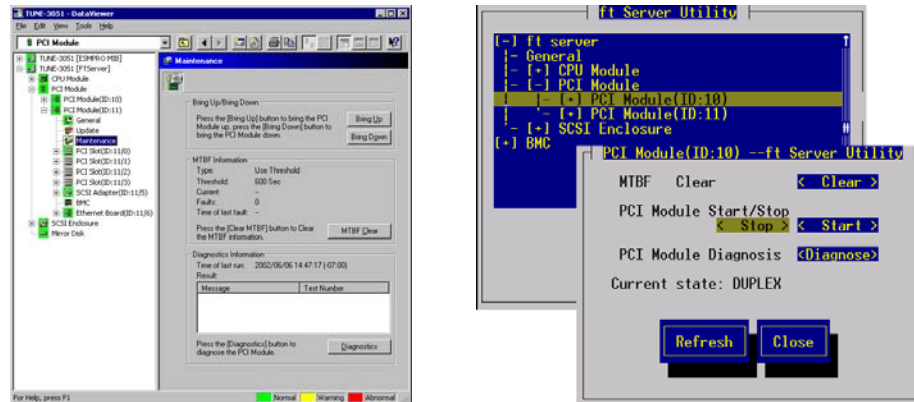 TUNE-3051 - DataViewer
File Edit View Tools Help
PCI Module
TUNE-3051 [ESMPRO MIB]
TUNE-3051 [FTServer]
CPU Module
PCI Module
PCI Module(ID:10)
PCI Module(ID:11)
General
Update
Maintenance
PCI Slot(ID:11/0)
PCI Slot(ID:11/1)
PCI Slot(ID:11/2)
PCI Slot(ID:11/3)
SCSI Adapter(ID:11/5)
BMC
Ethernet Board(ID:11/6)
SCSI Enclosure
Mirror Disk
Maintenance
Bring Up/Bring Down
Press the [Bring Up] button to bring the PCI
Module up, press the [Bring Down] button to
bring the PCI Module down.
Bring Up
Bring Down
MTBF Information
Type: Use Threshold
Threshold: 600 Sec
Current: -
Faults: 0
Time of last fault: -
Press the [Clear MTBF] button to Clear
the MTBF information.
MTBF Clear
Diagnostics Information
Time of last run: 2002/06/06 14:47:17 (-07:00)
Result:
Message Test Number
Press the [Diagnostics] button to
diagnose the PCI Module.
Diagnostics
For Help, press F1
Normal Warning Abnormal
ft Server Utility
[-] ft server
|- General
|- [+] CPU Module
|- [-] PCI Module
| |- [+] PCI Module(ID:10)
| '- [+] PCI Module(ID:11)
'- [+] SCSI Enclosure
[+] BMC
PCI Module(ID:10) --ft Server Utility
MTBF Clear < Clear >
PCI Module Start/Stop
< Stop > < Start >
PCI Module Diagnosis <Diagnose>
Current state: DUPLEX
Refresh Close